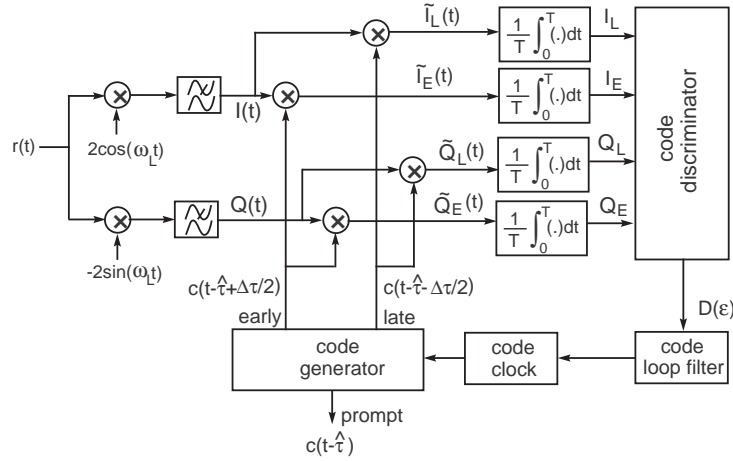 Ĩ_L(t)
1/T ∫_0^T (.)dt
I_L
Ĩ_E(t)
1/T ∫_0^T (.)dt
I_E
I(t)
r(t)
2cos(ω_L t)
code
discriminator
Q̃_L(t)
1/T ∫_0^T (.)dt
Q_L
Q(t)
Q̃_E(t)
1/T ∫_0^T (.)dt
Q_E
-2sin(ω_L t)
c(t-τ̂+Δτ/2)
c(t-τ̂-Δτ/2)
early
late
D(ε)
code
generator
code
clock
code
loop filter
prompt
c(t-τ̂)